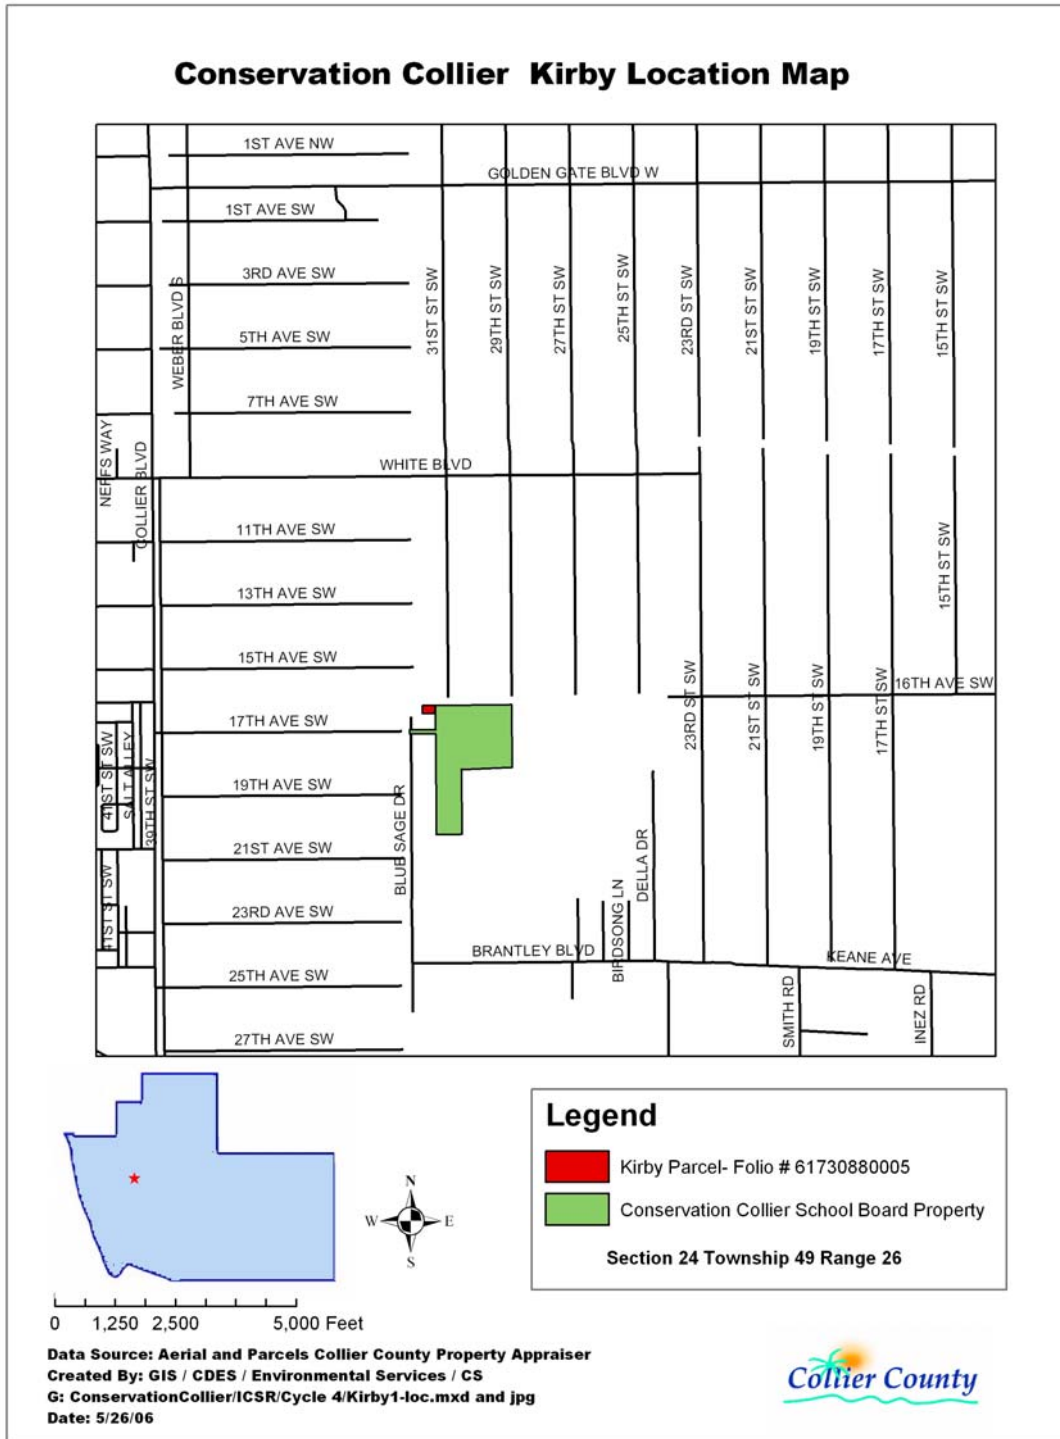 Conservation Collier Kirby Location Map
1ST AVE NW
GOLDEN GATE BLVD W
1ST AVE SW
3RD AVE SW
WEBER BLVD S
31ST ST SW
29TH ST SW
27TH ST SW
25TH ST SW
23RD ST SW
21ST ST SW
19TH ST SW
17TH ST SW
15TH ST SW
5TH AVE SW
7TH AVE SW
NEFFS WAY
COLLIER BLVD
WHITE BLVD
11TH AVE SW
13TH AVE SW
15TH ST SW
15TH AVE SW
16TH AVE SW
23RD ST SW
21ST ST SW
19TH ST SW
17TH ST SW
17TH AVE SW
41ST ST SW
SALT ALLEY
39TH ST SW
19TH AVE SW
BLUE SAGE DR
21ST AVE SW
DELLA DR
41ST ST SW
23RD AVE SW
BIRDSONG LN
BRANTLEY BLVD
KEANE AVE
25TH AVE SW
SMITH RD
INEZ RD
27TH AVE SW
Legend
Kirby Parcel- Folio # 61730880005
Conservation Collier School Board Property
Section 24 Township 49 Range 26
N
W E
S
0 1,250 2,500 5,000 Feet
Data Source: Aerial and Parcels Collier County Property Appraiser
Created By: GIS / CDES / Environmental Services / CS
G: ConservationCollier/ICSR/Cycle 4/Kirby1-loc.mxd and jpg
Date: 5/26/06
Collier County